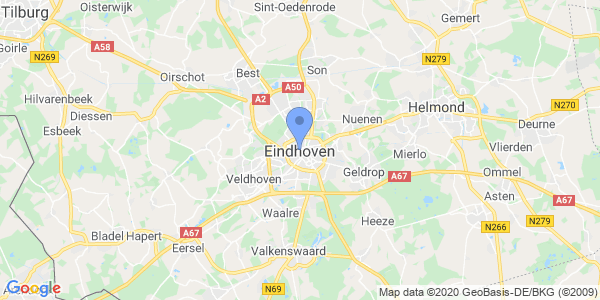 Tilburg
Oisterwijk
Sint-Oedenrode
Gemert
Goirle
N269
A58
Oirschot
Best
Son
A50
N279
A2
Hilvarenbeek
Diessen
Esbeek
Nuenen
Helmond
N270
Deurne
Eindhoven
Mierlo
Vlierden
Veldhoven
Geldrop
A67
Ommel
Asten
A67
Waalre
Heeze
N279
N266
A67
Bladel
Hapert
Eersel
Valkenswaard
N69
Google
Map data ©2020 GeoBasis-DE/BKG (©2009)